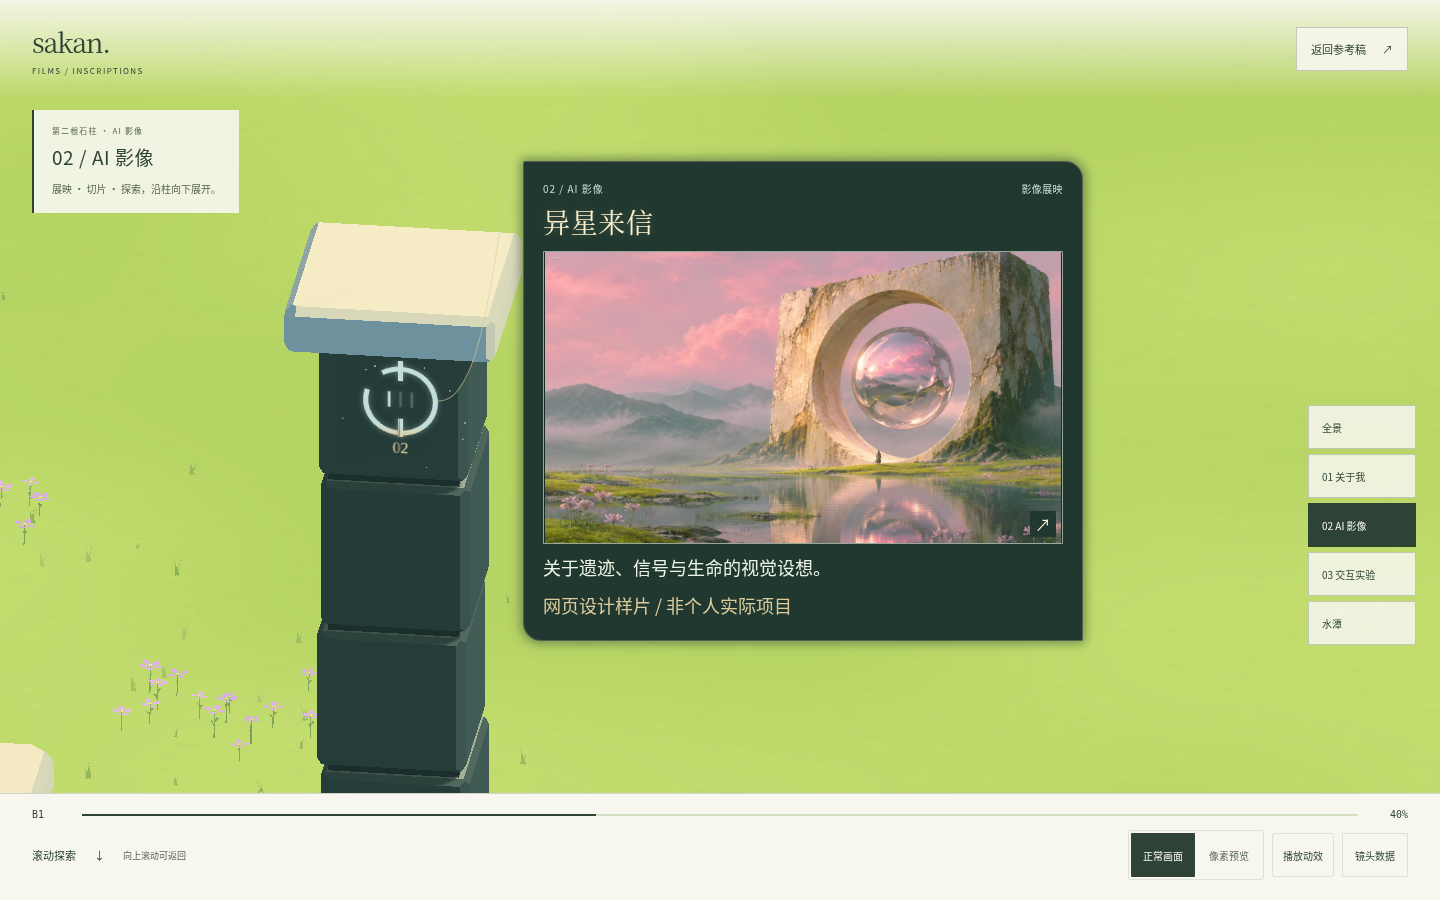 sakan.
FILMS / INSCRIPTIONS
返回参考稿 ↗
第二根石柱 · AI 影像
02 / AI 影像
展映 · 切片 · 探索，沿柱向下展开。
02 / AI 影像
影像展映
异星来信
02
关于遗迹、信号与生命的视觉设想。
网页设计样片 / 非个人实际项目
全景
01 关于我
02 AI 影像
03 交互实验
水潭
B1
40%
滚动探索 ↓ 向上滚动可返回
正常画面
像素预览
播放动效
镜头数据